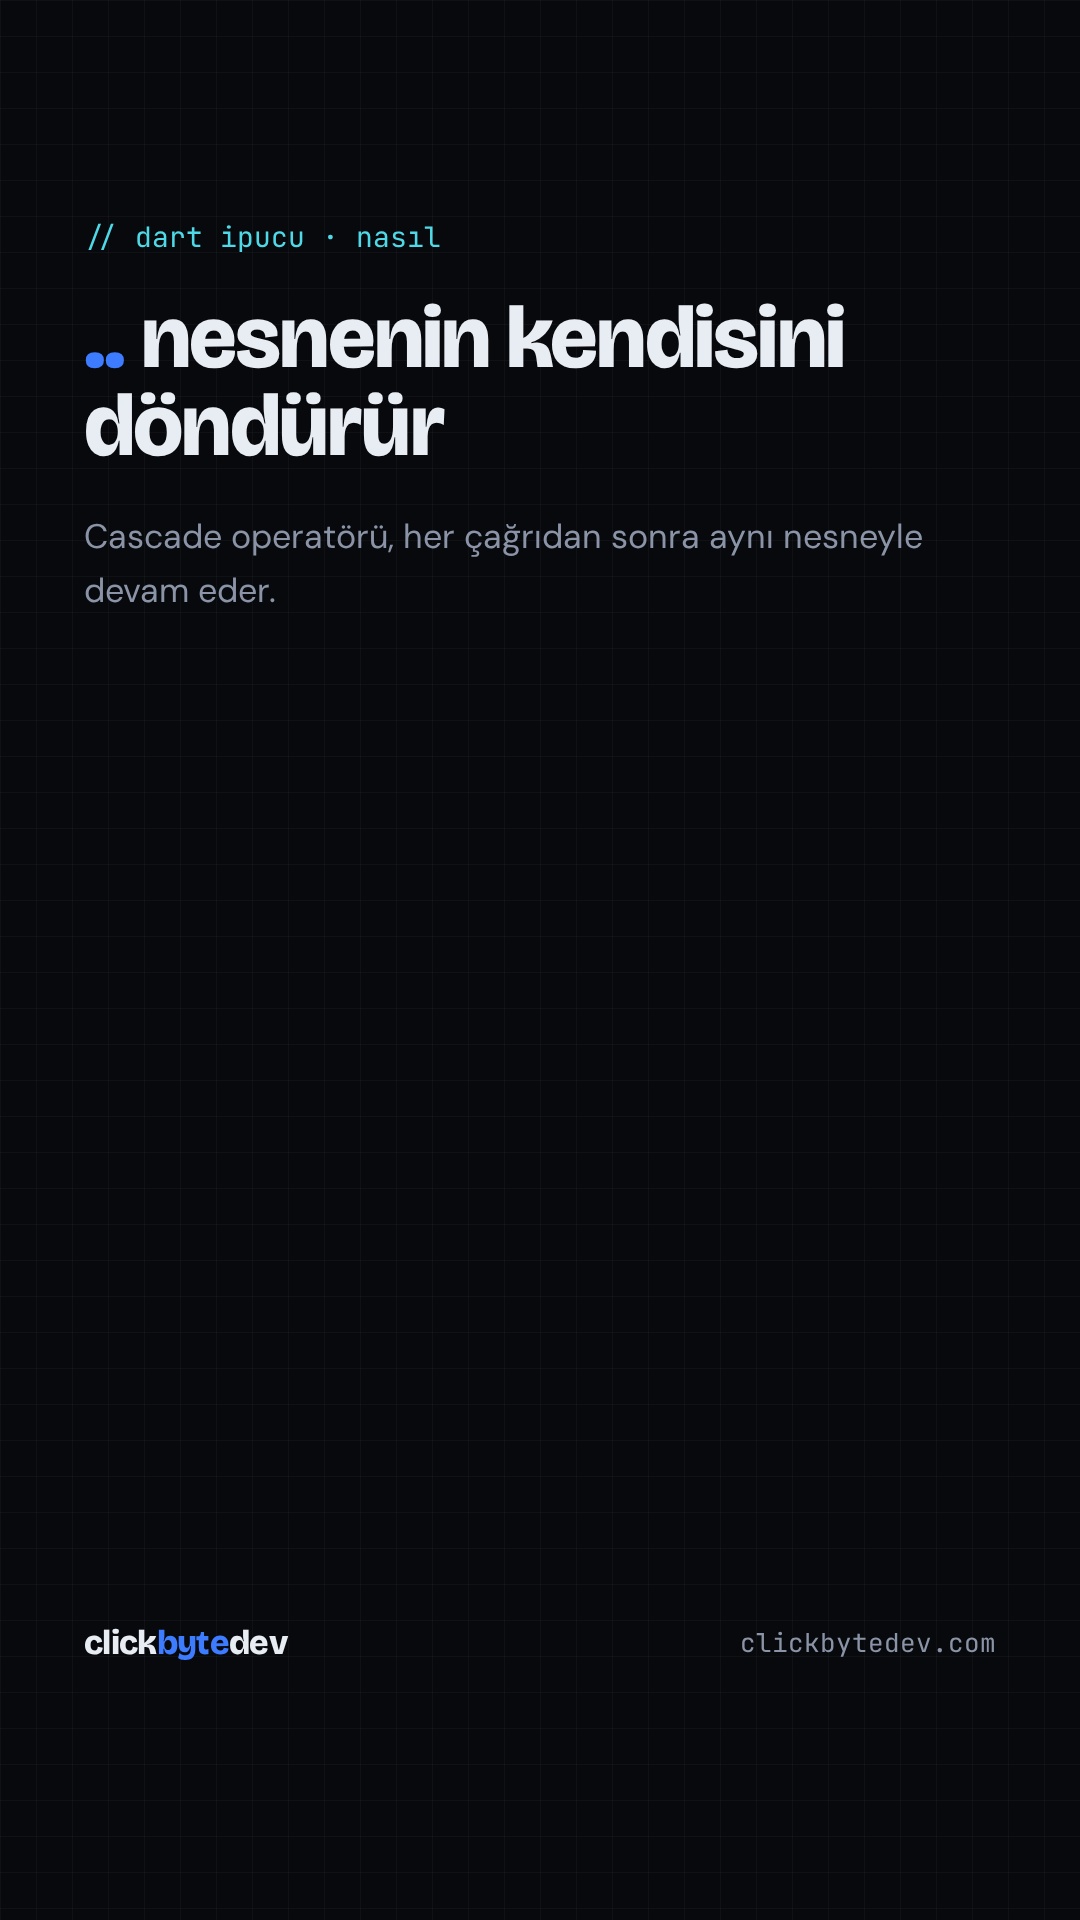 // dart ipucu · nasıl
.. nesnenin kendisini
döndürür
Cascade operatörü, her çağrıdan sonra aynı nesneyle
devam eder.
clickbytedev
clickbytedev.com